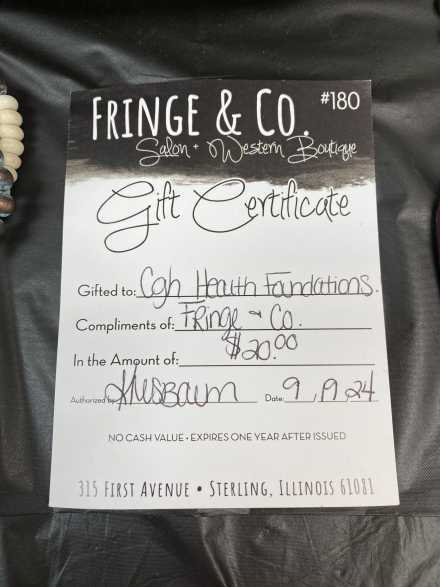 FRINGE & CO. #180
Salon + Western Boutique
Gift Certificate
Gifted to: Cgh Health Foundations.
Compliments of: FRinge & Co.
In the Amount of: $20.00
Authorized by: Date: 9, 19, 24
NO CASH VALUE • EXPIRES ONE YEAR AFTER ISSUED
315 FIRST AVENUE • STERLING, ILLINOIS 61081